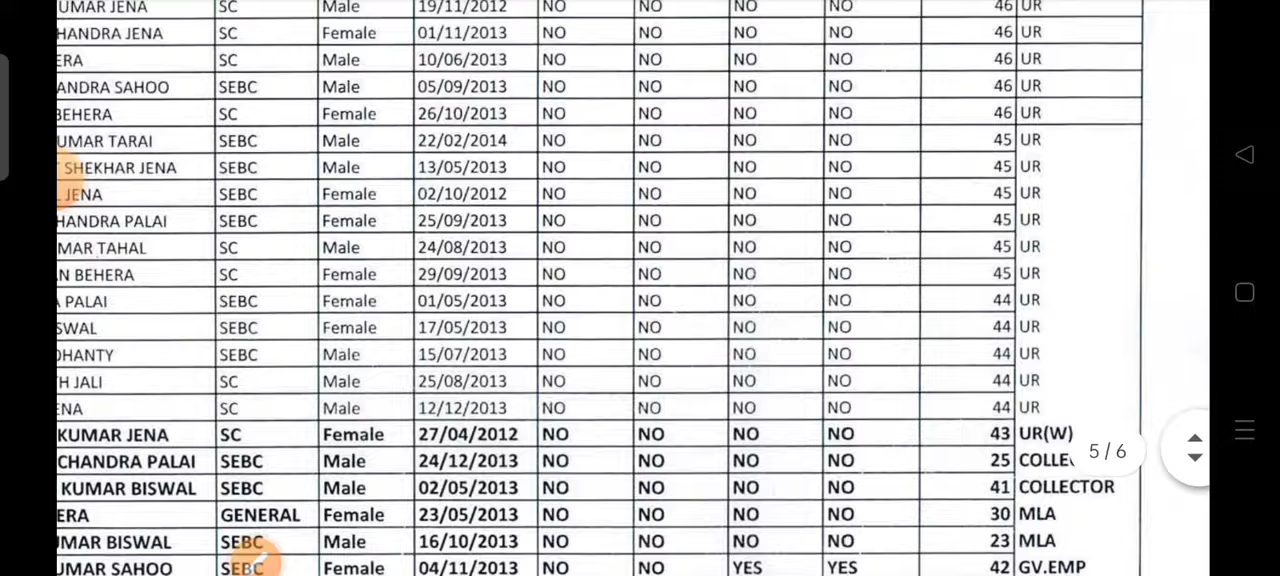 UMAR JENA SC Male 19/11/2012 NO NO NO NO 46 UR
HANDRA JENA SC Female 01/11/2013 NO NO NO NO 46 UR
ERA SC Male 10/06/2013 NO NO NO NO 46 UR
ANDRA SAHOO SEBC Male 05/09/2013 NO NO NO NO 46 UR
BEHERA SC Female 26/10/2013 NO NO NO NO 46 UR
UMAR TARAI SEBC Male 22/02/2014 NO NO NO NO 45 UR
SHEKHAR JENA SEBC Male 13/05/2013 NO NO NO NO 45 UR
JENA SEBC Female 02/10/2012 NO NO NO NO 45 UR
HANDRA PALAI SEBC Female 25/09/2013 NO NO NO NO 45 UR
MAR TAHAL SC Male 24/08/2013 NO NO NO NO 45 UR
N BEHERA SC Female 29/09/2013 NO NO NO NO 45 UR
PALAI SEBC Female 01/05/2013 NO NO NO NO 44 UR
SWAL SEBC Female 17/05/2013 NO NO NO NO 44 UR
OHANTY SEBC Male 15/07/2013 NO NO NO NO 44 UR
H JALI SC Male 25/08/2013 NO NO NO NO 44 UR
ENA SC Male 12/12/2013 NO NO NO NO 44 UR
KUMAR JENA SC Female 27/04/2012 NO NO NO NO 43 UR(W)
5/6
CHANDRA PALAI SEBC Male 24/12/2013 NO NO NO NO 25 COLLE
KUMAR BISWAL SEBC Male 02/05/2013 NO NO NO NO 41 COLLECTOR
ERA GENERAL Female 23/05/2013 NO NO NO NO 30 MLA
UMAR BISWAL SEBC Male 16/10/2013 NO NO NO NO 23 MLA
UMAR SAHOO SEBC Female 04/11/2013 NO NO YES YES 42 GV.EMP